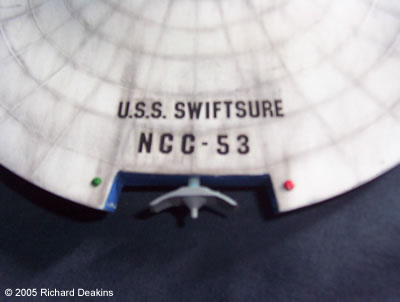 U.S.S. SWIFTSURE
NCC-53
© 2005 Richard Deakins